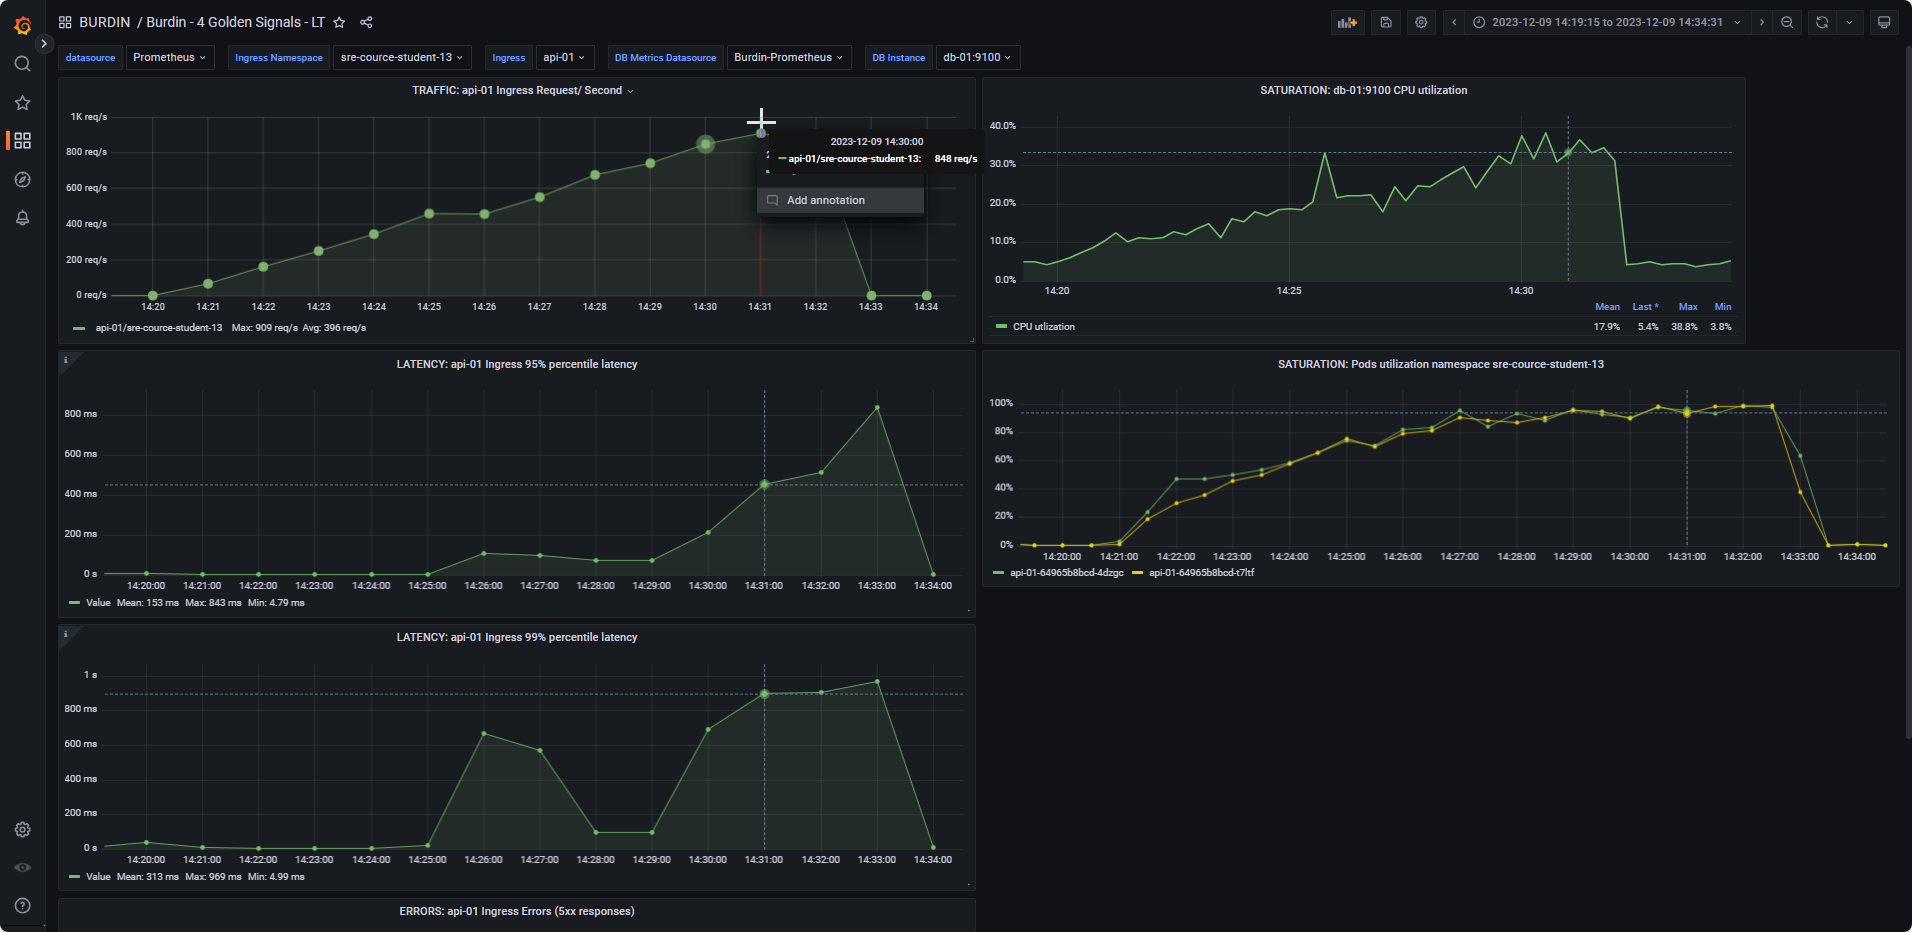 BURDIN / Burdin - 4 Golden Signals - LT
2023-12-09 14:19:15 to 2023-12-09 14:34:31
datasource Prometheus Ingress Namespace sre-cource-student-13 Ingress api-01 DB Metrics Datasource Burdin-Prometheus DB Instance db-01:9100
TRAFFIC: api-01 Ingress Request/ Second
1K req/s
800 req/s
600 req/s
400 req/s
200 req/s
0 req/s
14:20 14:21 14:22 14:23 14:24 14:25 14:26 14:27 14:28 14:29 14:30 14:31 14:32 14:33 14:34
api-01/sre-cource-student-13 Max: 909 req/s Avg: 396 req/s
2023-12-09 14:30:00
api-01/sre-cource-student-13: 848 req/s
Add annotation
SATURATION: db-01:9100 CPU utilization
40.0%
30.0%
20.0%
10.0%
0.0%
14:20 14:25 14:30
Mean Last * Max Min
CPU utlization 17.9% 5.4% 38.8% 3.8%
LATENCY: api-01 Ingress 95% percentile latency
800 ms
600 ms
400 ms
200 ms
0 s
14:20:00 14:21:00 14:22:00 14:23:00 14:24:00 14:25:00 14:26:00 14:27:00 14:28:00 14:29:00 14:30:00 14:31:00 14:32:00 14:33:00 14:34:00
Value Mean: 153 ms Max: 843 ms Min: 4.79 ms
SATURATION: Pods utilization namespace sre-cource-student-13
100%
80%
60%
40%
20%
0%
14:20:00 14:21:00 14:22:00 14:23:00 14:24:00 14:25:00 14:26:00 14:27:00 14:28:00 14:29:00 14:30:00 14:31:00 14:32:00 14:33:00 14:34:00
api-01-64965b8bcd-4dzgc api-01-64965b8bcd-t7ltf
LATENCY: api-01 Ingress 99% percentile latency
1 s
800 ms
600 ms
400 ms
200 ms
0 s
14:20:00 14:21:00 14:22:00 14:23:00 14:24:00 14:25:00 14:26:00 14:27:00 14:28:00 14:29:00 14:30:00 14:31:00 14:32:00 14:33:00 14:34:00
Value Mean: 313 ms Max: 969 ms Min: 4.99 ms
ERRORS: api-01 Ingress Errors (5xx responses)